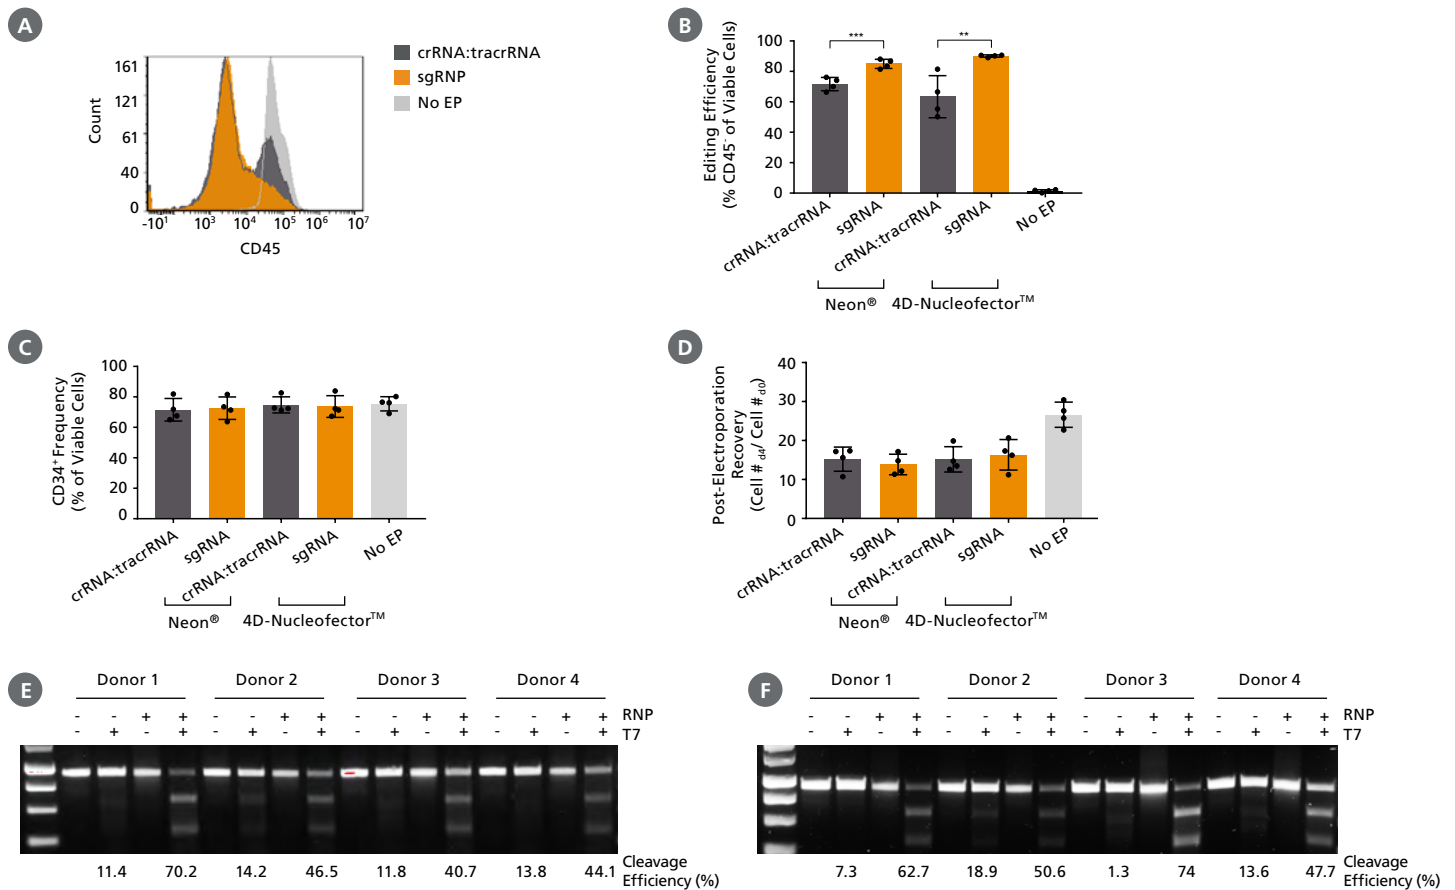 A
161
121
61
40
0
Count
-10¹
10³
10⁴
10⁵
10⁶
10⁷
CD45
crRNA:tracrRNA
sgRNP
No EP
B
Editing Efficiency
(% CD45⁻ of Viable Cells)
100
80
60
40
20
0
***
**
crRNA:tracrRNA
sgRNA
crRNA:tracrRNA
sgRNA
No EP
Neon®
4D-Nucleofector™
C
CD34⁺Frequency
(% of Viable Cells)
100
80
60
40
20
0
crRNA:tracrRNA
sgRNA
crRNA:tracrRNA
sgRNA
No EP
Neon®
4D-Nucleofector™
D
Post-Electroporation
Recovery
(Cell # d4/ Cell # d0)
40
30
20
10
0
crRNA:tracrRNA
sgRNA
crRNA:tracrRNA
sgRNA
No EP
Neon®
4D-Nucleofector™
E
Donor 1 Donor 2 Donor 3 Donor 4
- - + + - - + + - - + + - - + + RNP
- + - + - + - + - + - + - + - + T7
11.4 70.2 14.2 46.5 11.8 40.7 13.8 44.1
Cleavage
Efficiency (%)
F
Donor 1 Donor 2 Donor 3 Donor 4
- - + + - - + + - - + + - - + + RNP
- + - + - + - + - + - + - + - + T7
7.3 62.7 18.9 50.6 1.3 74 13.6 47.7
Cleavage
Efficiency (%)